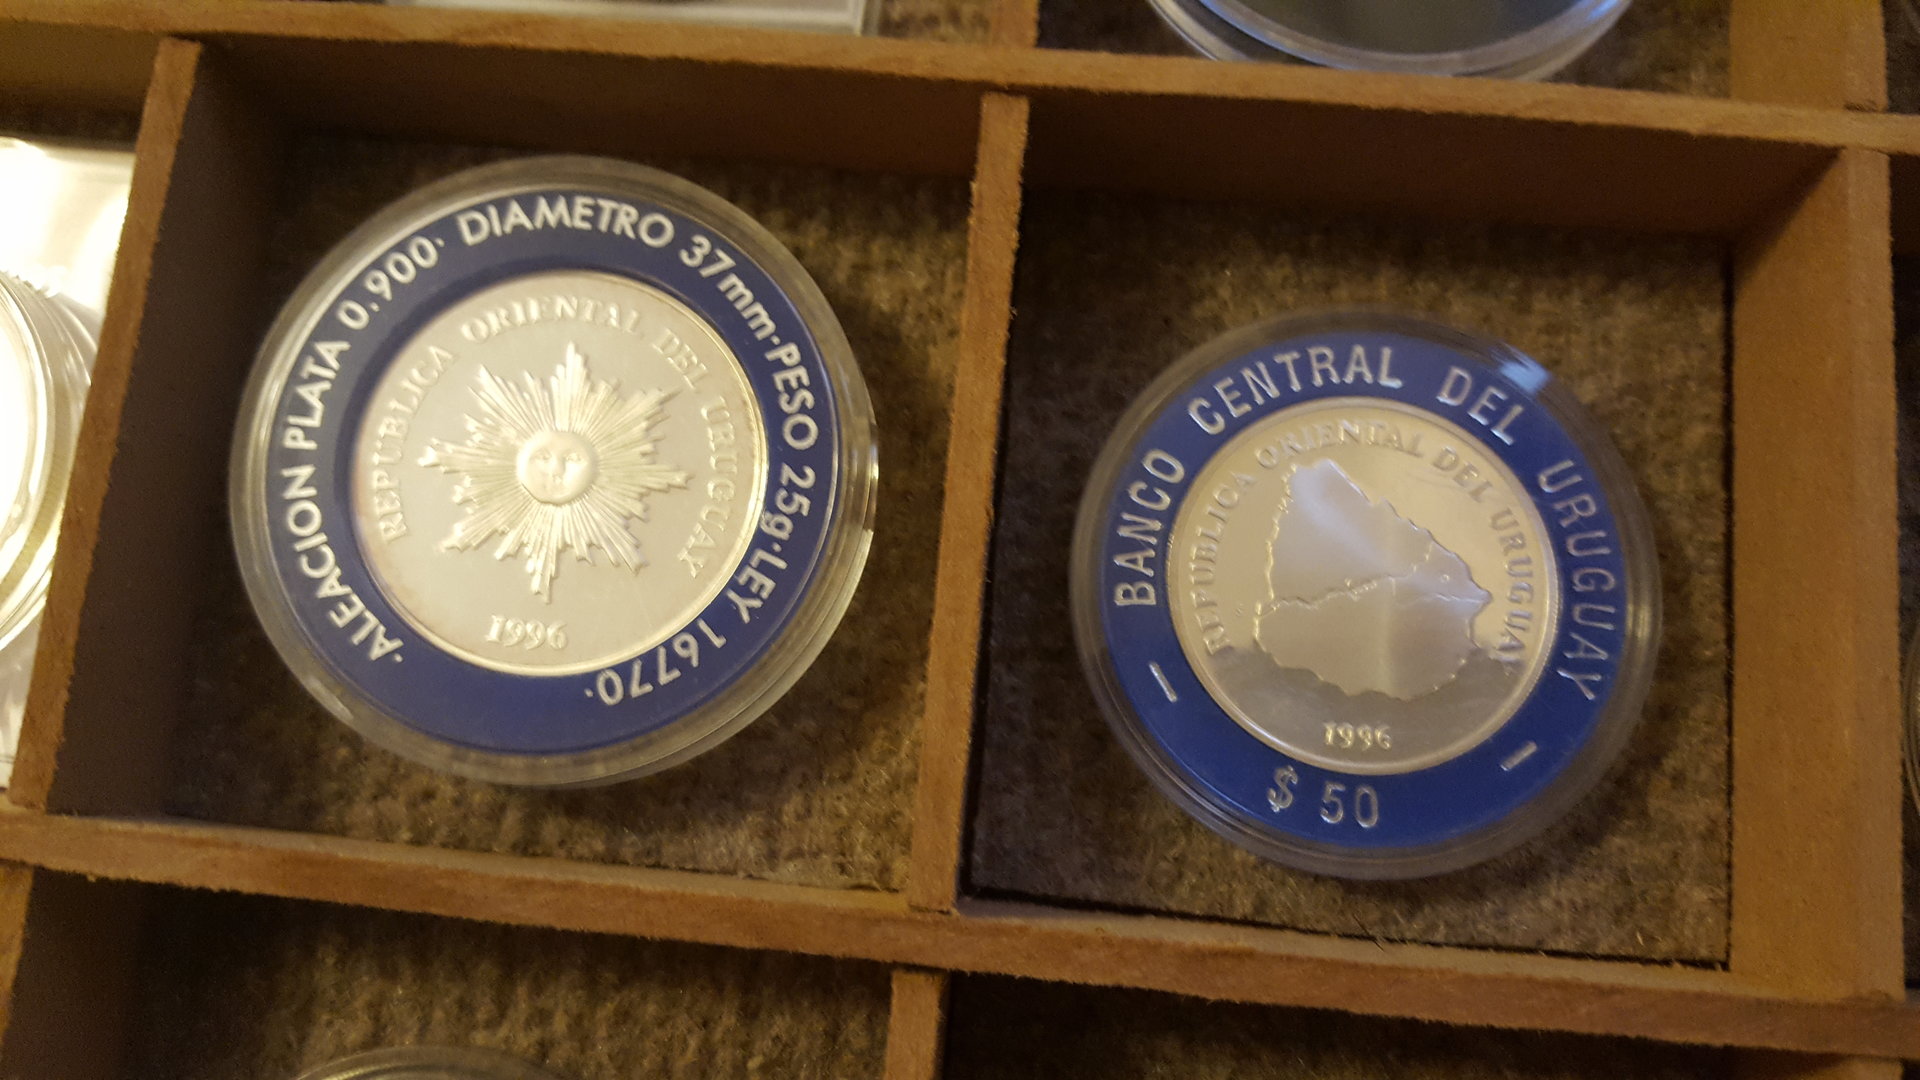 ·ALEACION PLATA 0.900· DIAMETRO 37mm·PESO 25g·LEY 16770·
REPUBLICA ORIENTAL DEL URUGUAY
1996
BANCO CENTRAL DEL URUGUAY
REPUBLICA ORIENTAL DEL URUGUAY
1996
$ 50